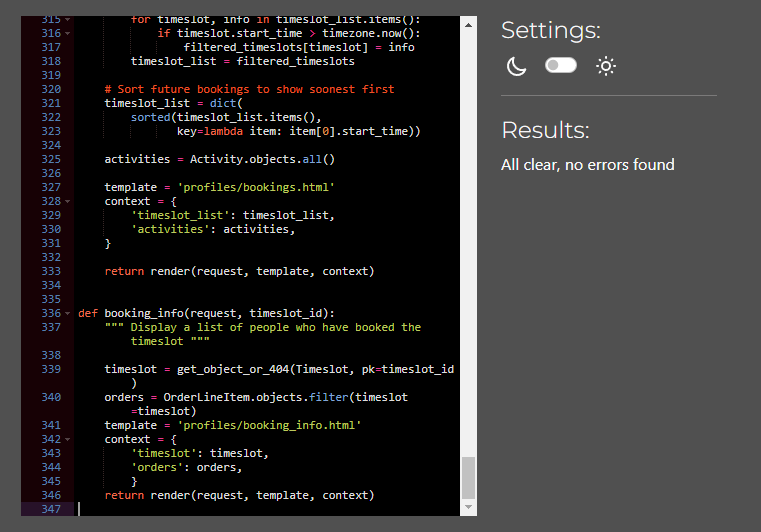 315 for timeslot, info in timeslot_list.items():
316 if timeslot.start_time > timezone.now():
317 filtered_timeslots[timeslot] = info
318 timeslot_list = filtered_timeslots
319
320 # Sort future bookings to show soonest first
321 timeslot_list = dict(
322 sorted(timeslot_list.items(),
323 key=lambda item: item[0].start_time))
324
325 activities = Activity.objects.all()
326
327 template = 'profiles/bookings.html'
328 context = {
329 'timeslot_list': timeslot_list,
330 'activities': activities,
331 }
332
333 return render(request, template, context)
334
335
336 def booking_info(request, timeslot_id):
337 """ Display a list of people who have booked the
timeslot """
338
339 timeslot = get_object_or_404(Timeslot, pk=timeslot_id
)
340 orders = OrderLineItem.objects.filter(timeslot
=timeslot)
341 template = 'profiles/booking_info.html'
342 context = {
343 'timeslot': timeslot,
344 'orders': orders,
345 }
346 return render(request, template, context)
347
Settings:
Results:
All clear, no errors found